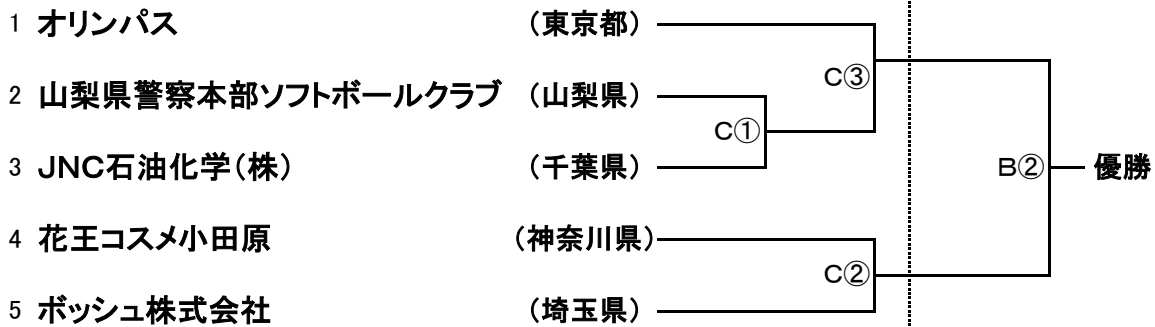 1 オリンパス （東京都）
C③
2 山梨県警察本部ソフトボールクラブ （山梨県）
C①
3 JNC石油化学（株） （千葉県）
B② 優勝
4 花王コスメ小田原 （神奈川県）
C②
5 ボッシュ株式会社 （埼玉県）